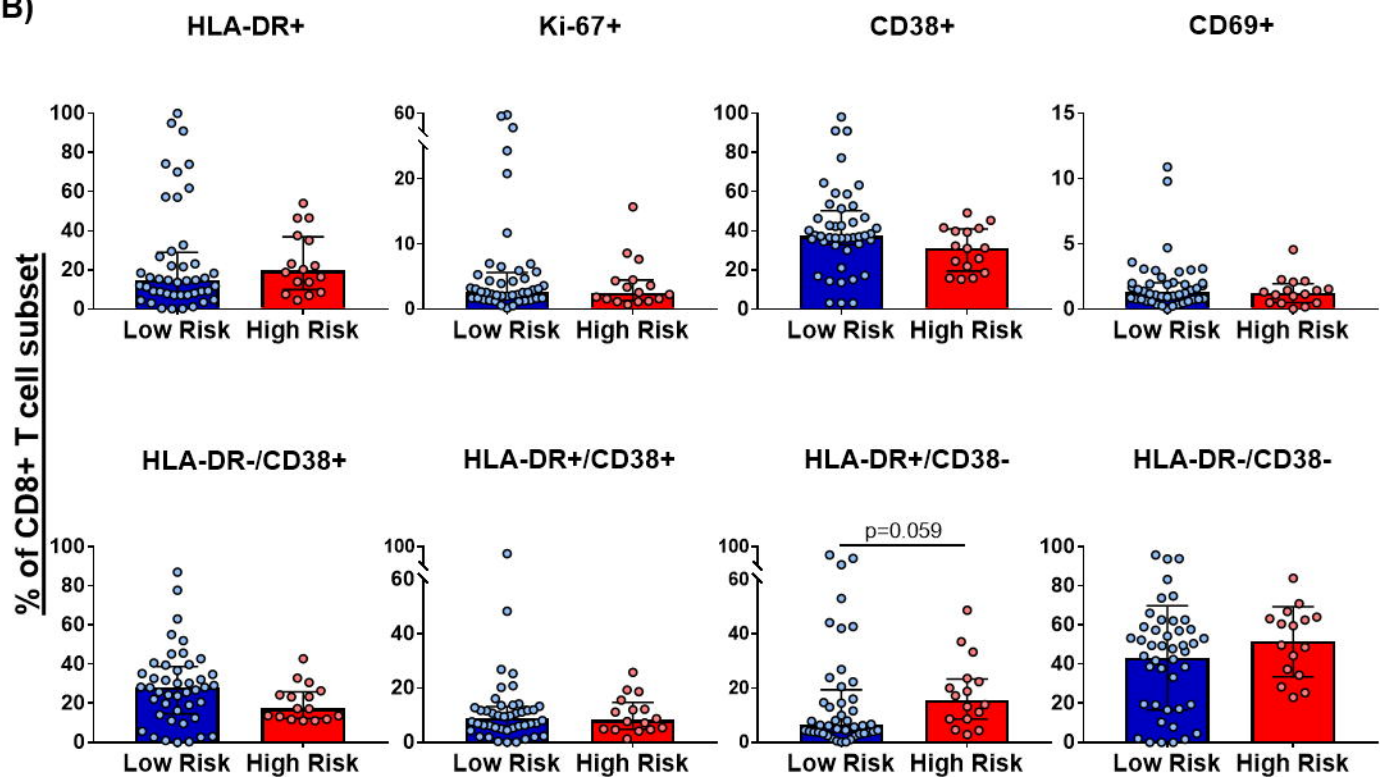 B)
HLA-DR+ Ki-67+ CD38+ CD69+
% of CD8+ T cell subset
100 60 100 15
80 80
60 20 60 10
40 10 40 5
20 20
0 0 0 0
Low Risk High Risk Low Risk High Risk Low Risk High Risk Low Risk High Risk
HLA-DR-/CD38+ HLA-DR+/CD38+ HLA-DR+/CD38- HLA-DR-/CD38-
p=0.059
100 100 100 100
80 60 60 80
60 60
40 40 40 40
20 20 20 20
0 0 0 0
Low Risk High Risk Low Risk High Risk Low Risk High Risk Low Risk High Risk